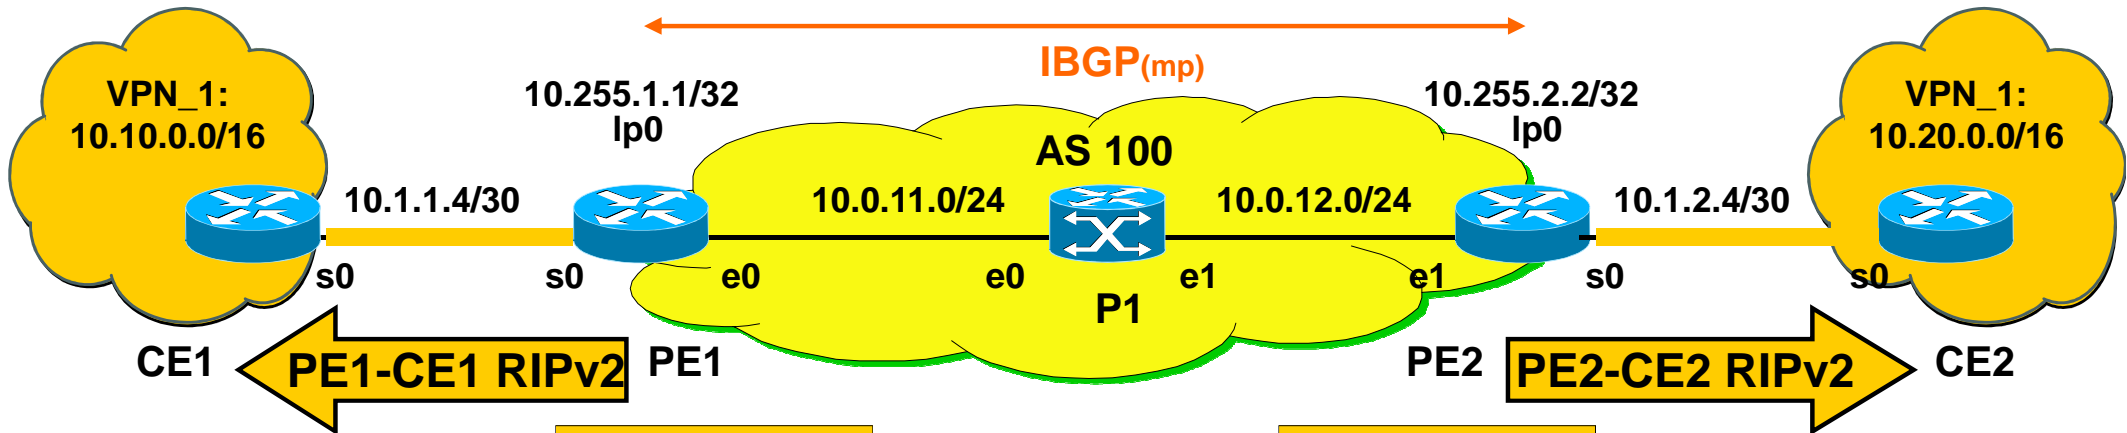 IBGP(mp)
VPN_1:
10.10.0.0/16
10.255.1.1/32
lp0
10.255.2.2/32
lp0
VPN_1:
10.20.0.0/16
AS 100
10.1.1.4/30
10.0.11.0/24
10.0.12.0/24
10.1.2.4/30
s0
s0
e0
e0
e1
e1
s0
s0
P1
CE1
PE1-CE1 RIPv2
PE1
PE2
PE2-CE2 RIPv2
CE2